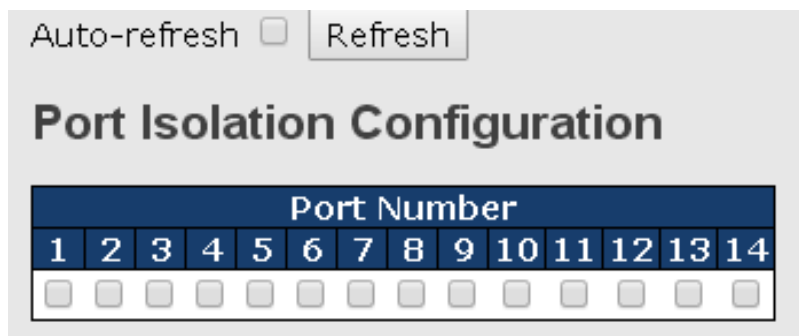 Auto-refresh Refresh
Port Isolation Configuration
Port Number
1 2 3 4 5 6 7 8 9 10 11 12 13 14